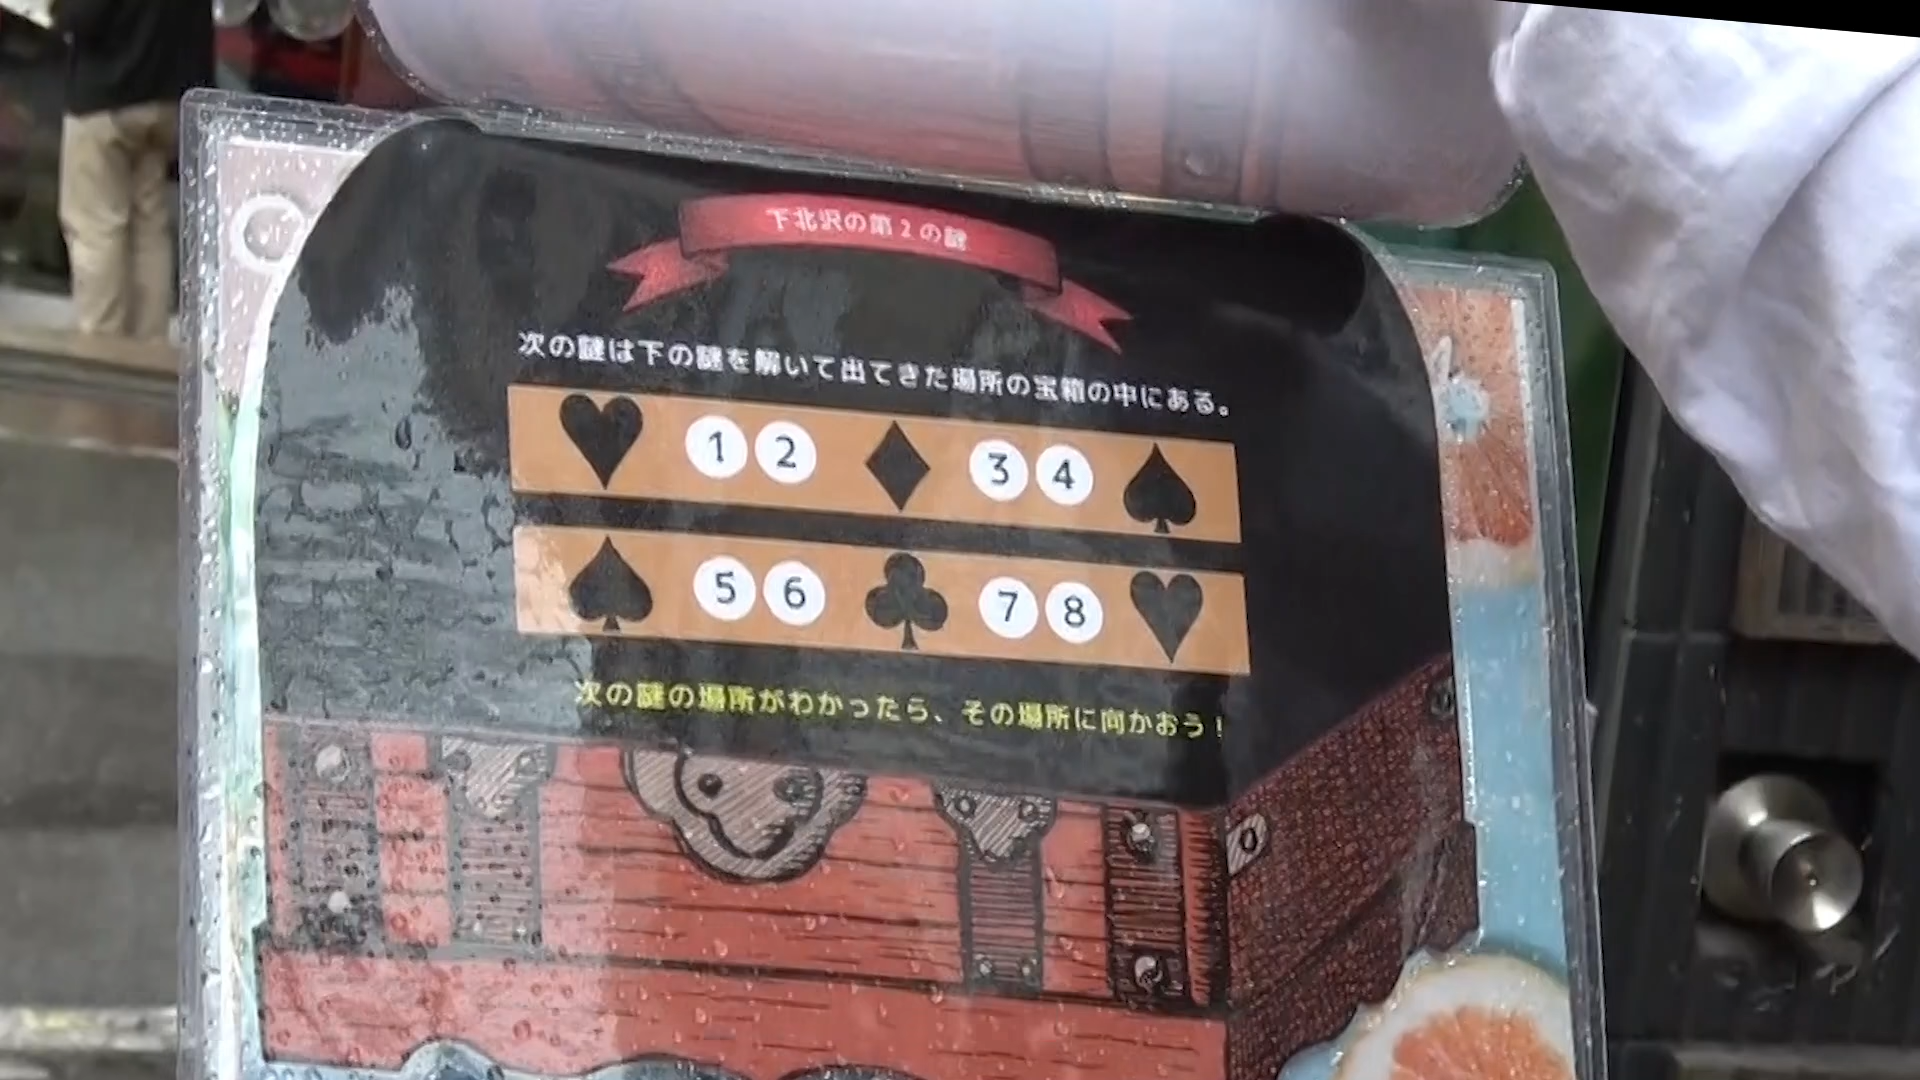 下北沢の第2の謎
次の謎は下の謎を解いて出てきた場所の宝箱の中にある。
♥ ① ② ♦ ③ ④ ♠
♠ ⑤ ⑥ ♣ ⑦ ⑧ ♥
次の謎の場所がわかったら、その場所に向かおう!